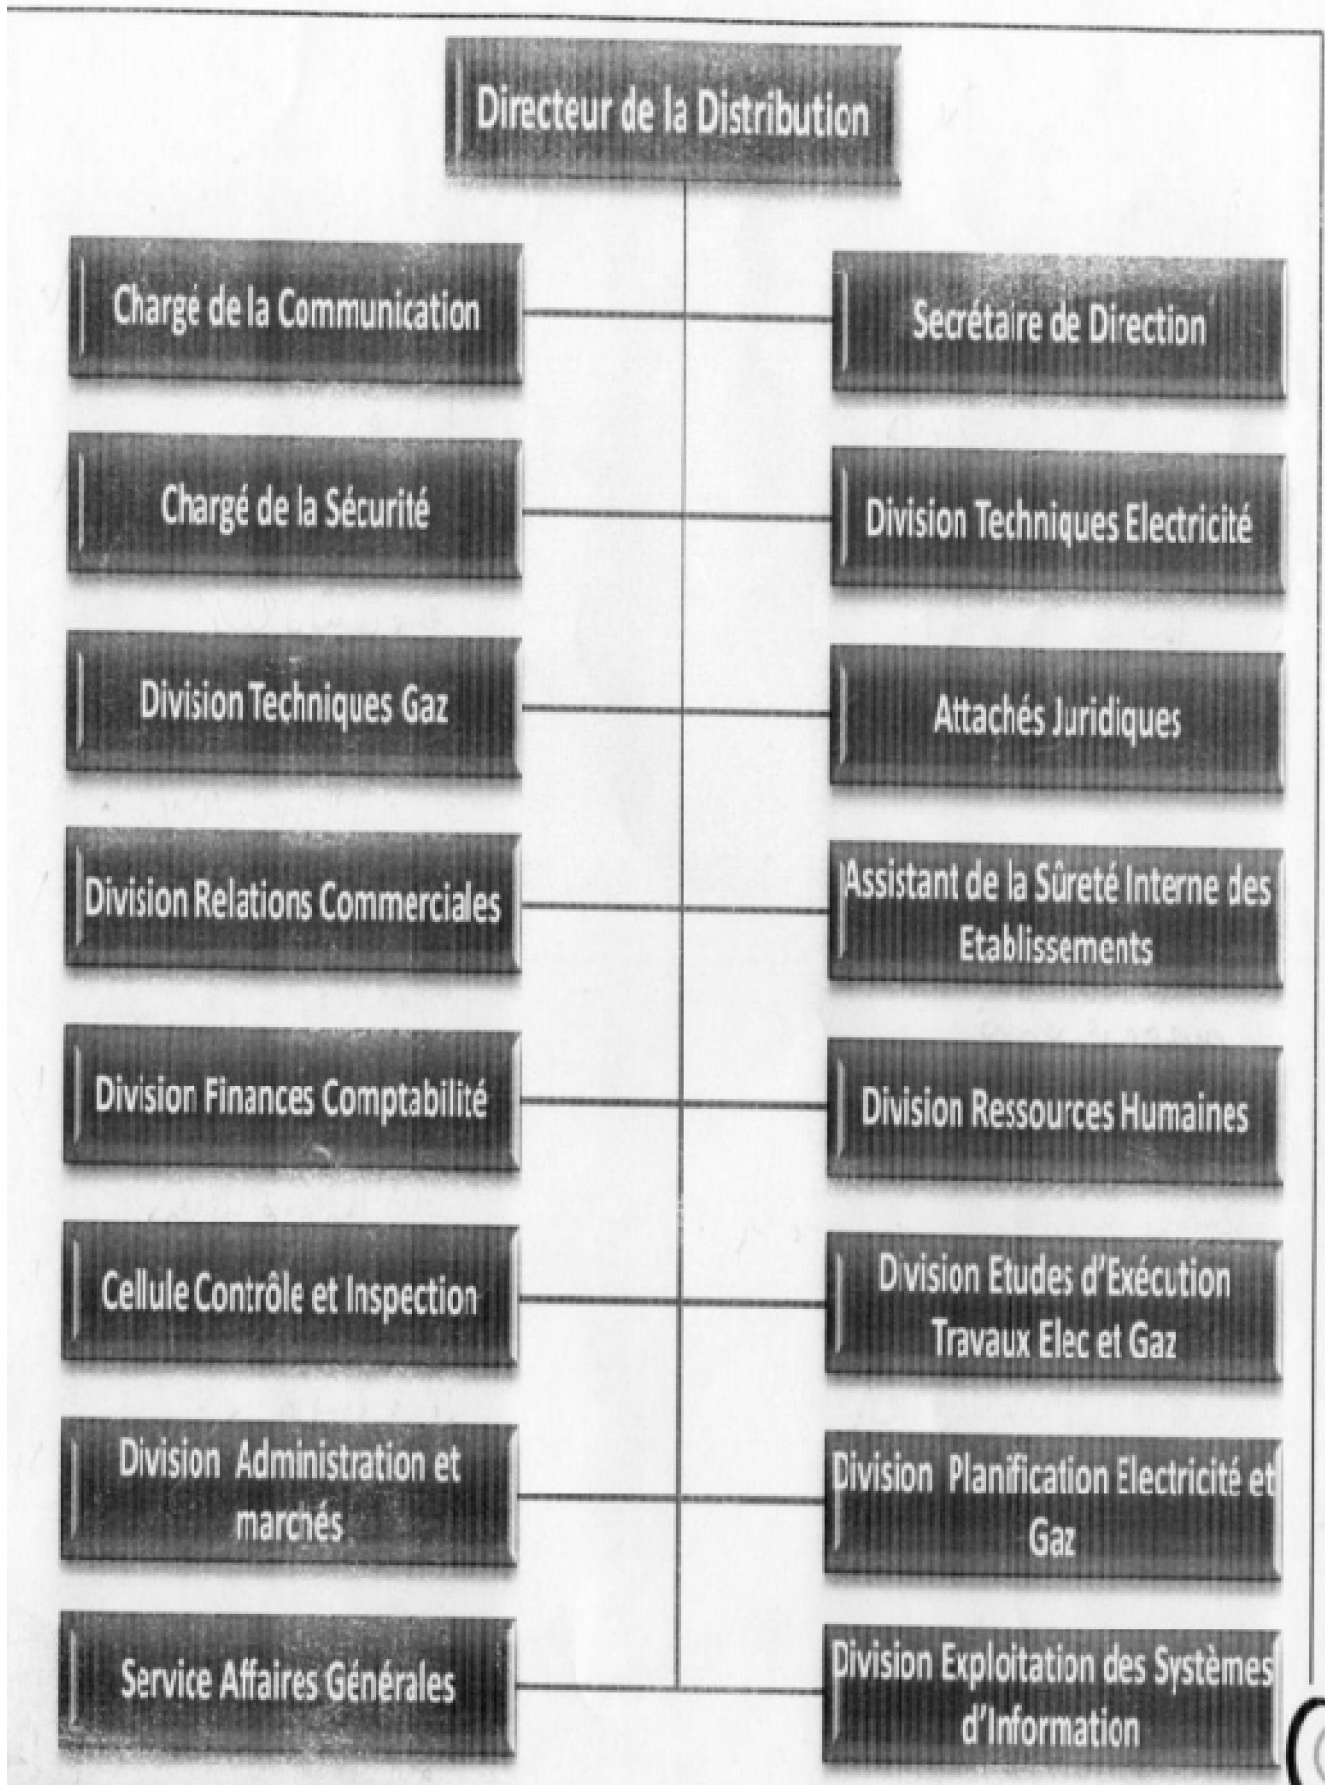 Directeur de la Distribution
Chargé de la Communication
Secrétaire de Direction
Chargé de la Sécurité
Division Techniques Electricité
Division Techniques Gaz
Attachés Juridiques
Division Relations Commerciales
Assistant de la Sûreté Interne des
Etablissements
Division Finances Comptabilité
Division Ressources Humaines
Cellule Contrôle et Inspection
Division Etudes d'Exécution
Travaux Elec et Gaz
Division Administration et
marchés
Division Planification Electricité et
Gaz
Service Affaires Générales
Division Exploitation des Systèmes
d'Information